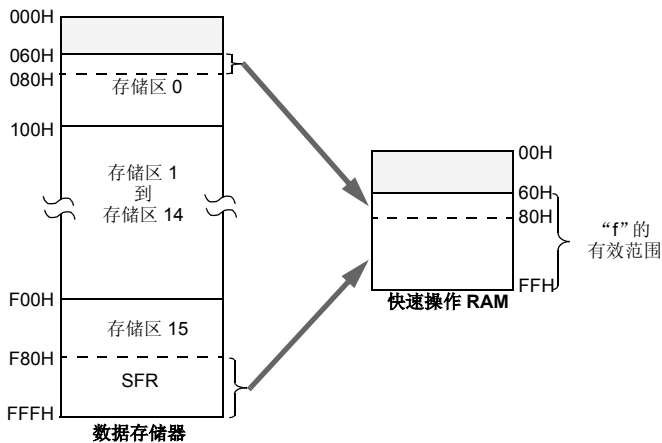 000H
060H
080H
存储区 0
100H
存储区 1
到
存储区 14
F00H
存储区 15
F80H
SFR
FFFH
数据存储器
00H
60H
80H
FFH
快速操作 RAM
“f”的
有效范围